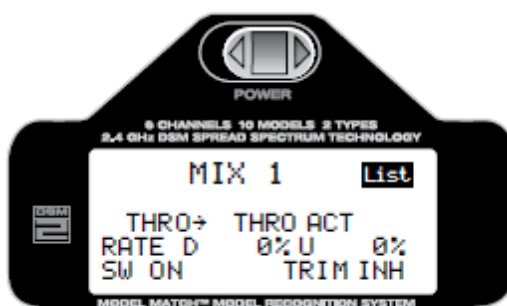 POWER
6 CHANNELS 10 MODELS 2 TYPES
2.4 GHz DSM SPREAD SPECTRUM TECHNOLOGY
MIX 1 List
DSM
2
THRO→ THRO ACT
RATE D 0% U 0%
SW ON TRIM INH
MODEL MATCH™ MODEL RECOGNITION SYSTEM